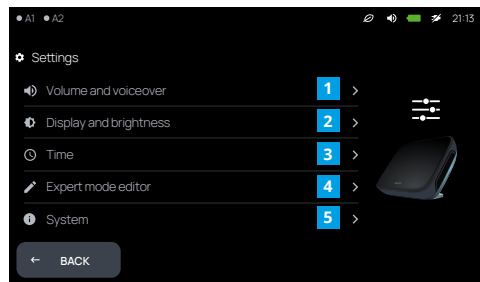 A1 A2 21:13
Settings
Volume and voiceover 1
Display and brightness 2
Time 3
Expert mode editor 4
System 5
BACK